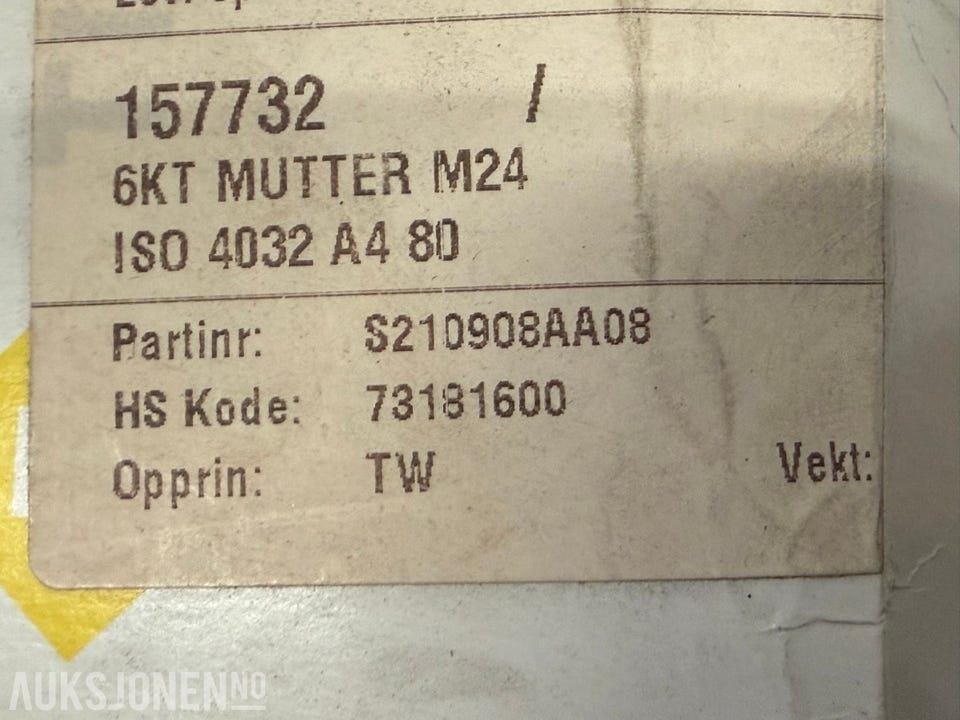 157732 /
6KT MUTTER M24
ISO 4032 A4 80
Partinr: S210908AA08
HS Kode: 73181600
Opprin: TW Vekt:
AUKSJONEN.NO